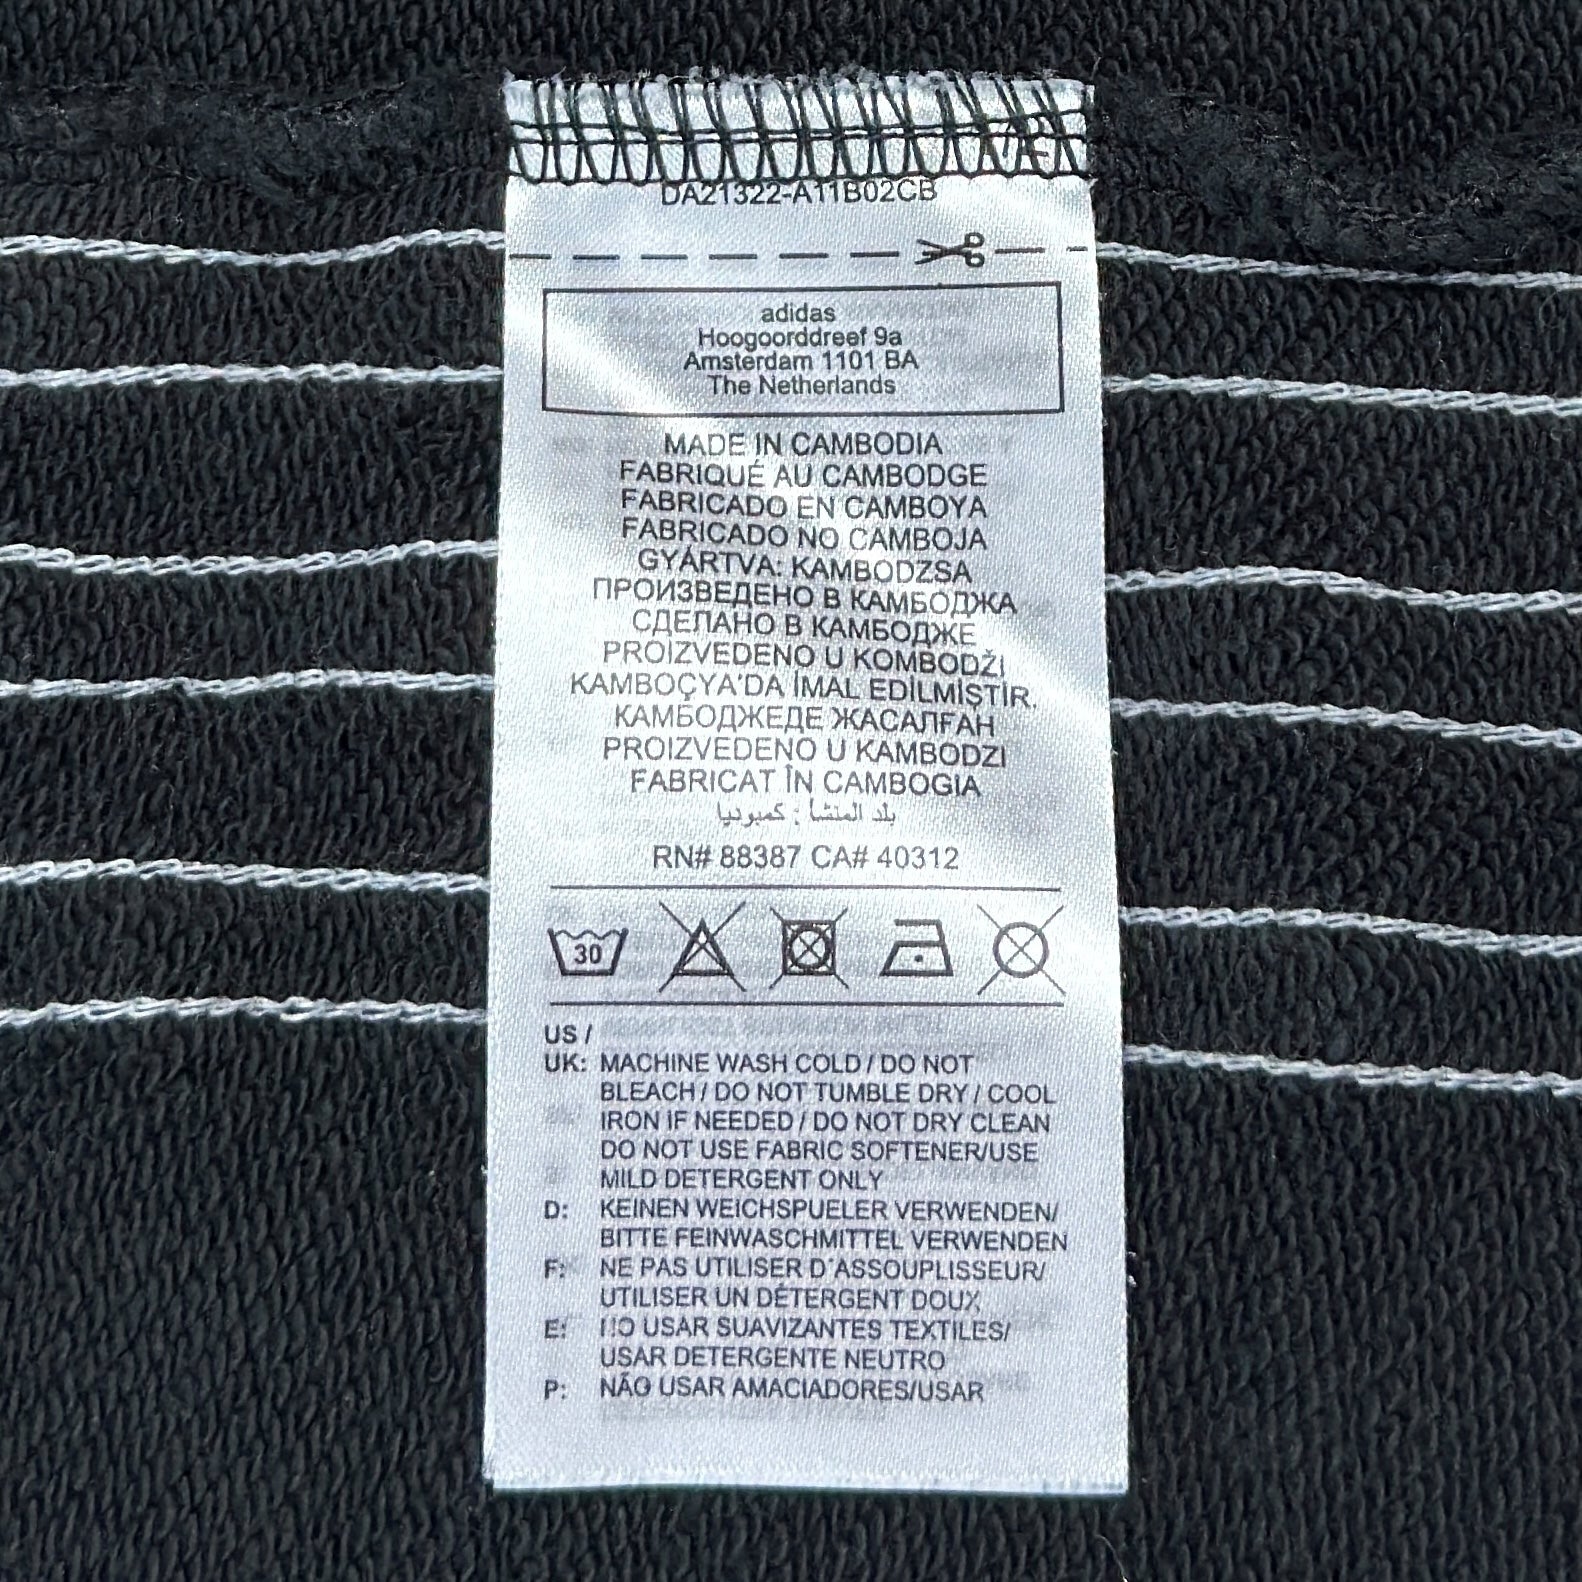 DA21322-A11B02CB
adidas
Hoogoorddreef 9a
Amsterdam 1101 BA
The Netherlands
MADE IN CAMBODIA
FABRIQUÉ AU CAMBODGE
FABRICADO EN CAMBOYA
FABRICADO NO CAMBOJA
GYÁRTVA: KAMBODZSA
ПРОИЗВЕДЕНО В КАМБОДЖА
СДЕЛАНО В КАМБОДЖЕ
PROIZVEDENO U KOMBODŽI
KAMBOÇYA'DA İMAL EDİLMİŞTİR.
КАМБОДЖЕДЕ ЖАСАЛҒАН
PROIZVEDENO U KAMBODZI
FABRICAT ÎN CAMBOGIA
بلد المنشأ : كمبوديا
RN# 88387 CA# 40312
30
US /
UK: MACHINE WASH COLD / DO NOT
BLEACH / DO NOT TUMBLE DRY / COOL
IRON IF NEEDED / DO NOT DRY CLEAN
DO NOT USE FABRIC SOFTENER/USE
MILD DETERGENT ONLY
D: KEINEN WEICHSPUELER VERWENDEN/
BITTE FEINWASCHMITTEL VERWENDEN
F: NE PAS UTILISER D'ASSOUPLISSEUR/
UTILISER UN DÉTERGENT DOUX
E: NO USAR SUAVIZANTES TEXTILES/
USAR DETERGENTE NEUTRO
P: NÃO USAR AMACIADORES/USAR